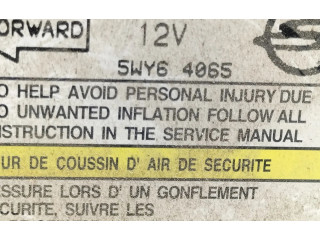 ORWARD
12V
5WY6 4065
O HELP AVOID PERSONAL INJURY DUE
O UNWANTED INFLATION FOLLOW ALL
NSTRUCTION IN THE SERVICE MANUAL
UR DE COUSSIN D' AIR DE SECURITE
ESSURE LORS D' UN GONFLEMENT
CURITE, SUIVRE LES